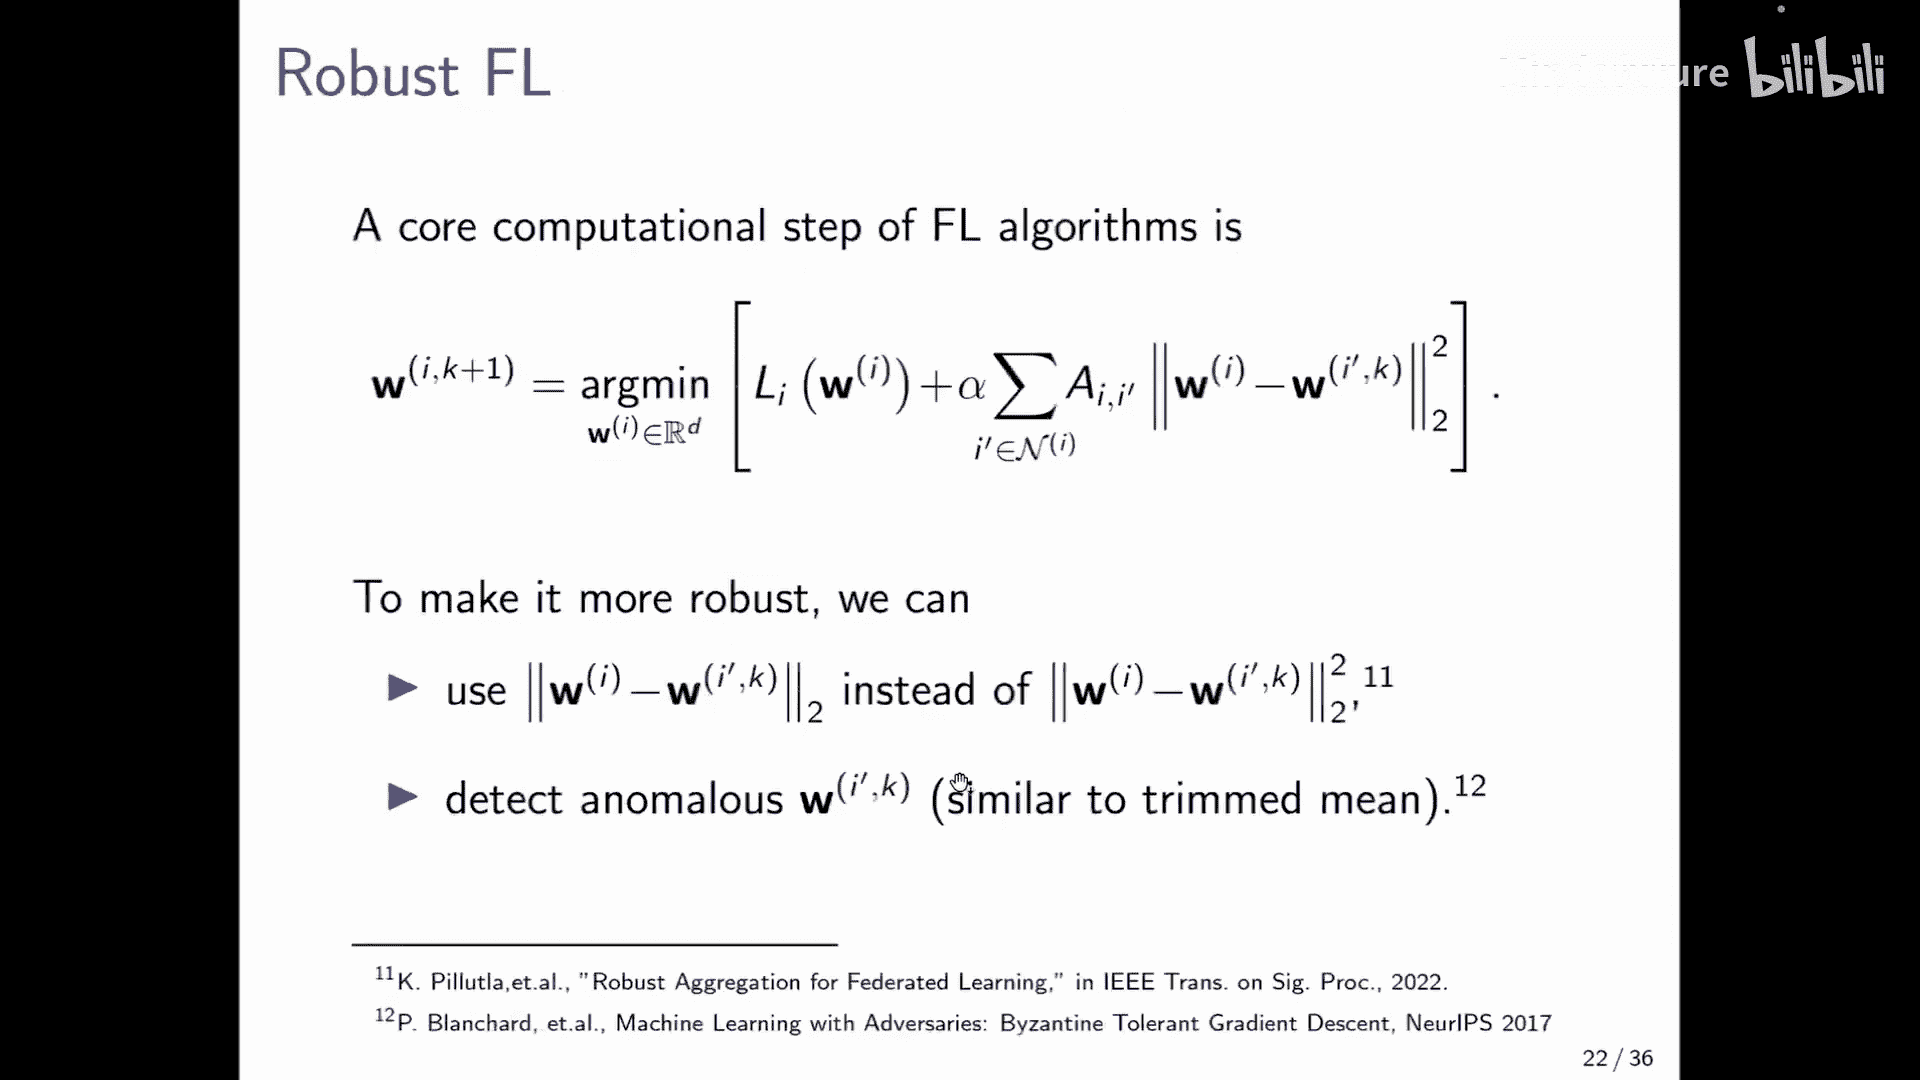 Robust FL
bilibili
A core computational step of FL algorithms is
w^{(i,k+1)} = argmin_{w^{(i)}∈ℝ^d} [ L_i (w^{(i)}) + α ∑_{i'∈𝒩^{(i)}} A_{i,i'} ‖w^{(i)} − w^{(i',k)}‖_2^2 ] .
To make it more robust, we can
▶ use ‖w^{(i)} − w^{(i',k)}‖_2 instead of ‖w^{(i)} − w^{(i',k)}‖_2^2,^{11}
▶ detect anomalous w^{(i',k)} (similar to trimmed mean).^{12}
^{11}K. Pillutla,et.al., "Robust Aggregation for Federated Learning," in IEEE Trans. on Sig. Proc., 2022.
^{12}P. Blanchard, et.al., Machine Learning with Adversaries: Byzantine Tolerant Gradient Descent, NeurIPS 2017
22 / 36